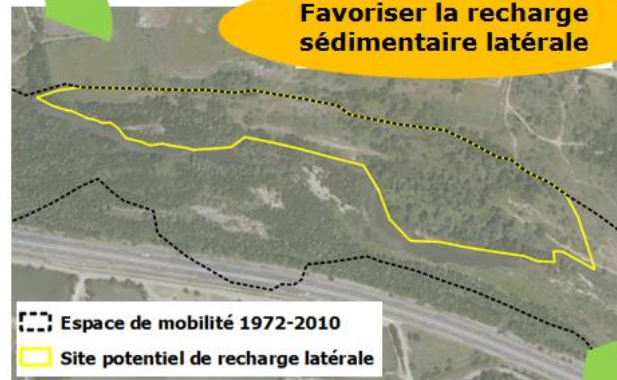 Favoriser la recharge
sédimentaire latérale
Espace de mobilité 1972-2010
Site potentiel de recharge latérale